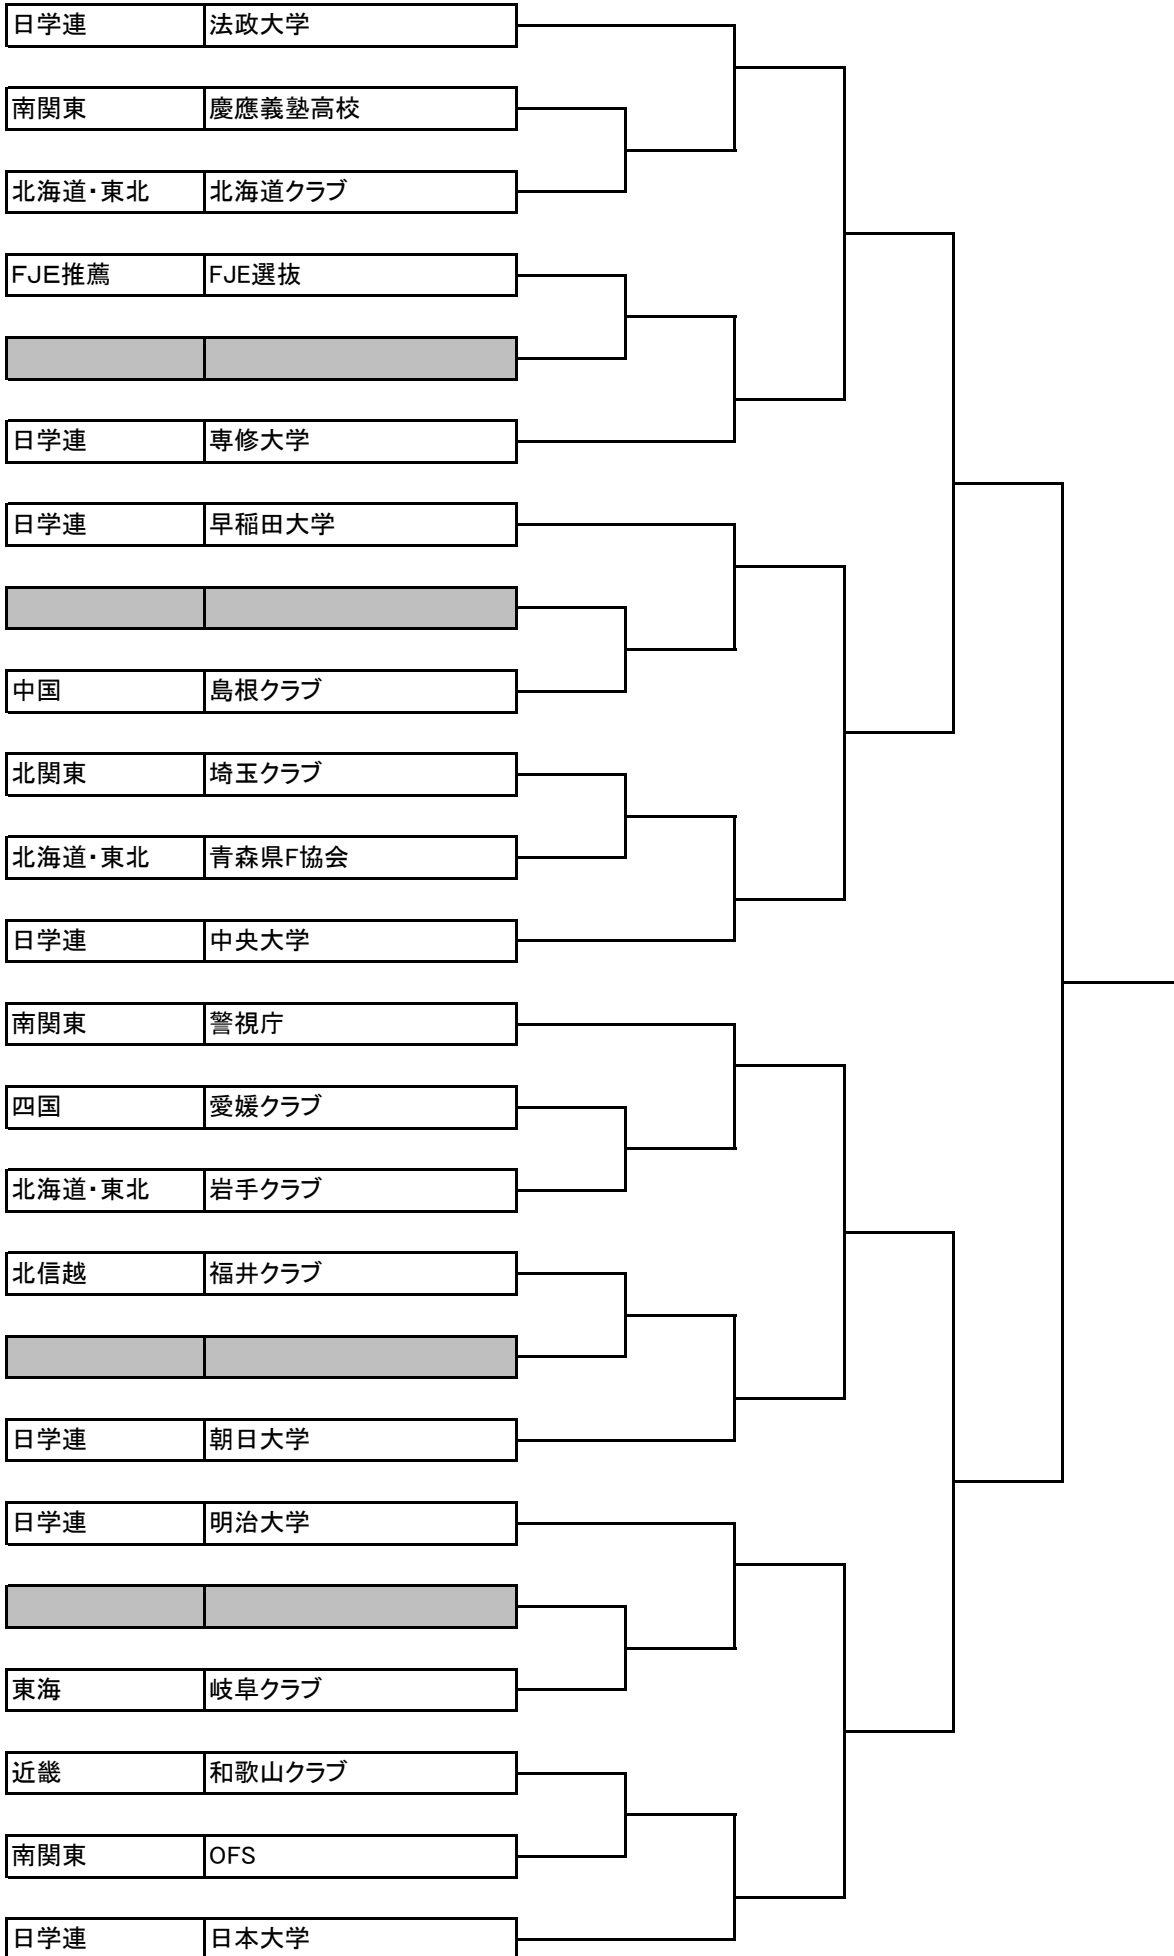 日学連 法政大学
南関東 慶應義塾高校
北海道・東北 北海道クラブ
FJE推薦 FJE選抜
日学連 専修大学
日学連 早稲田大学
中国 島根クラブ
北関東 埼玉クラブ
北海道・東北 青森県F協会
日学連 中央大学
南関東 警視庁
四国 愛媛クラブ
北海道・東北 岩手クラブ
北信越 福井クラブ
日学連 朝日大学
日学連 明治大学
東海 岐阜クラブ
近畿 和歌山クラブ
南関東 OFS
日学連 日本大学